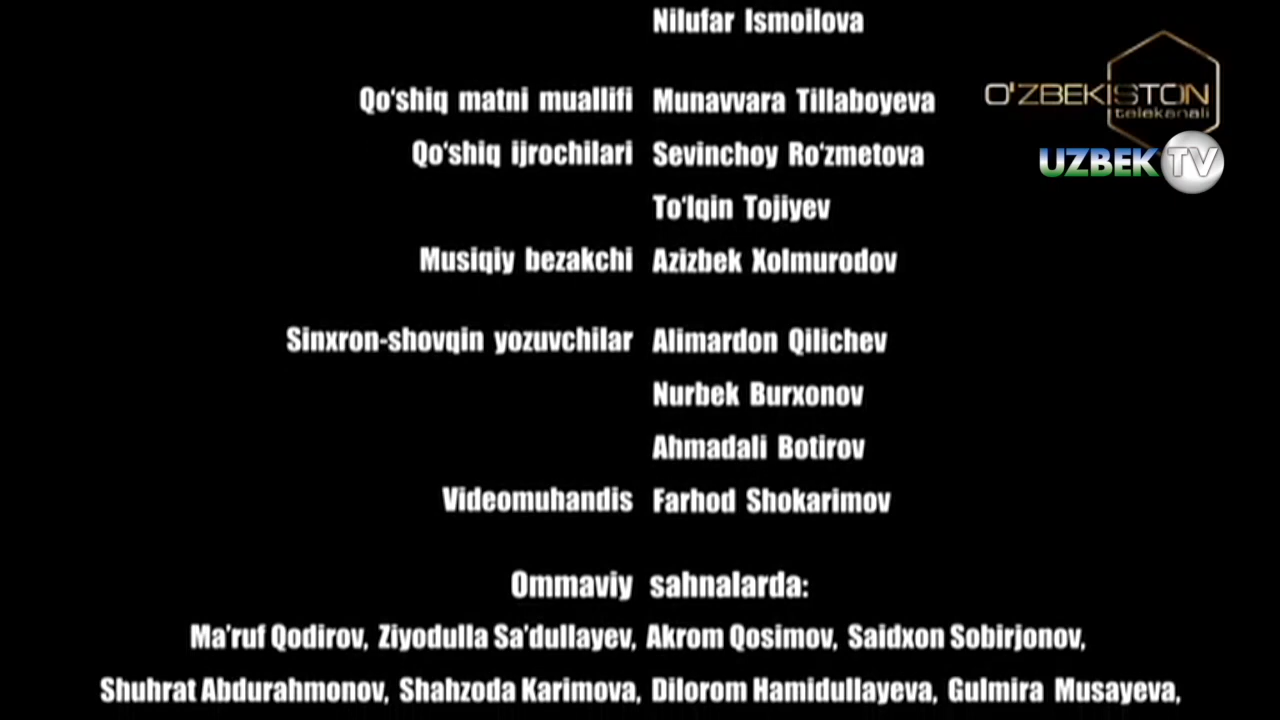 Nilufar Ismoilova
Qo‘shiq matni muallifi Munavvara Tillaboyeva
O'ZBEKISTON
telekanali
Qo‘shiq ijrochilari Sevinchoy Ro‘zmetova
UZBEK TV
To‘lqin Tojiyev
Musiqiy bezakchi Azizbek Xolmurodov
Sinxron-shovqin yozuvchilar Alimardon Qilichev
Nurbek Burxonov
Ahmadali Botirov
Videomuhandis Farhod Shokarimov
Ommaviy sahnalarda:
Ma’ruf Qodirov, Ziyodulla Sa’dullayev, Akrom Qosimov, Saidxon Sobirjonov,
Shuhrat Abdurahmonov, Shahzoda Karimova, Dilorom Hamidullayeva, Gulmira Musayeva,